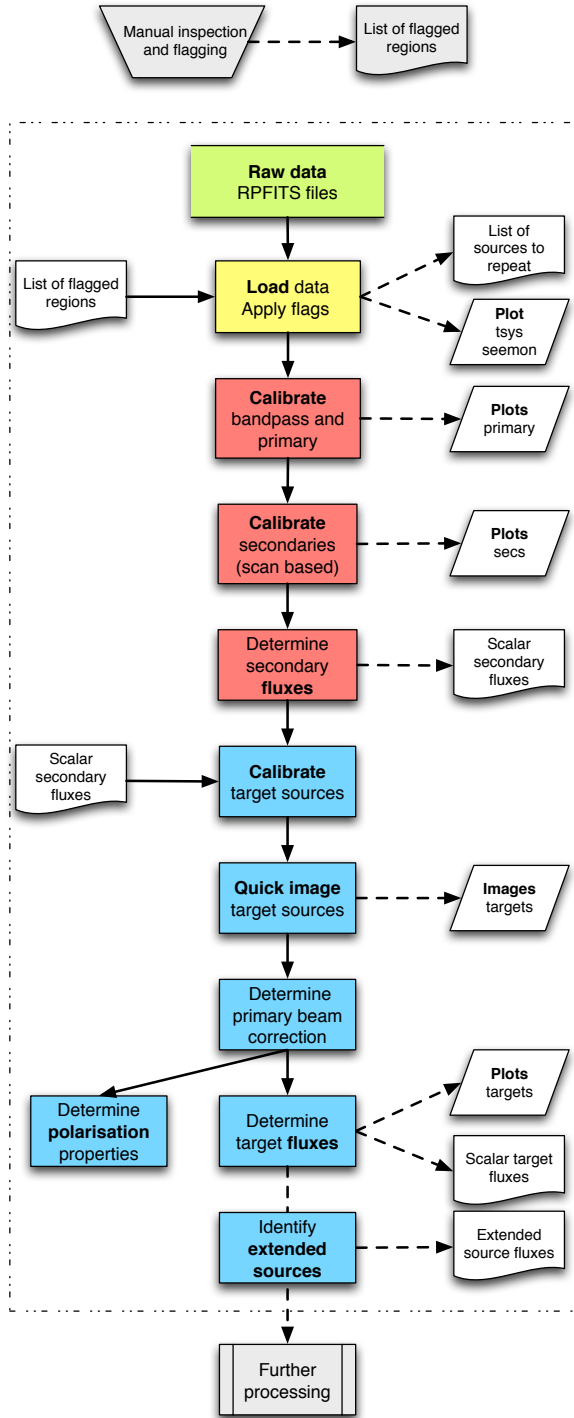 Manual inspection
and flagging
List of flagged
regions
Raw data
RPFITS files
List of
sources to
repeat
List of flagged
regions
Load data
Apply flags
Plot
tsys
seemon
Calibrate
bandpass and
primary
Plots
primary
Calibrate
secondaries
(scan based)
Plots
secs
Determine
secondary
fluxes
Scalar
secondary
fluxes
Scalar
secondary
fluxes
Calibrate
target sources
Quick image
target sources
Images
targets
Determine
primary beam
correction
Plots
targets
Determine
polarisation
properties
Determine
target fluxes
Scalar target
fluxes
Identify
extended
sources
Extended
source fluxes
Further
processing